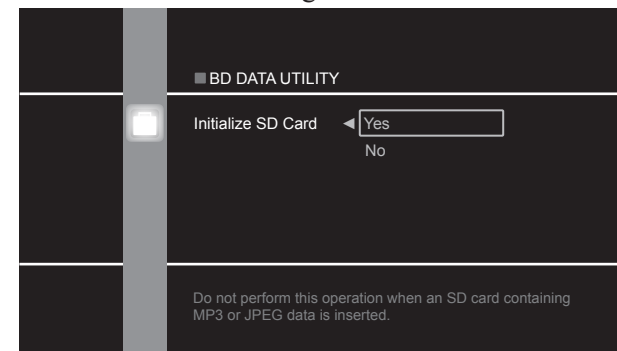 BD DATA UTILITY
Initialize SD Card Yes
No
Do not perform this operation when an SD card containing
MP3 or JPEG data is inserted.